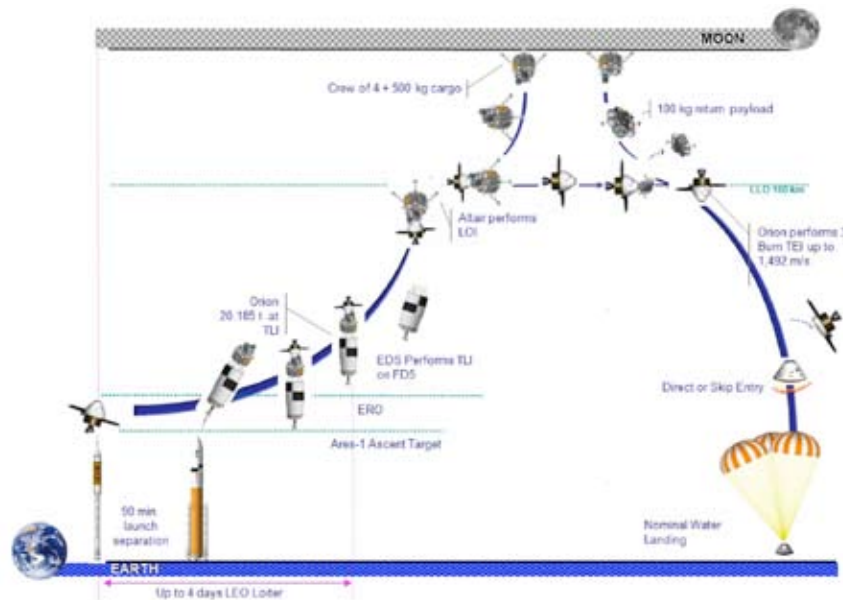 MOON
Crew of 4 + 500 kg cargo
100 kg return payload
LLO 100 km
Altair performs
LOI
Orion performs 3
Burn TEI up to
1,492 m/s
Orion
20.185 t at
TLI
EDS Performs TLI
on FD5
Direct or Skip Entry
ERO
Ares-1 Ascent Target
90 min.
launch
separation
Nominal Water
Landing
EARTH
Up to 4 days LEO Loiter